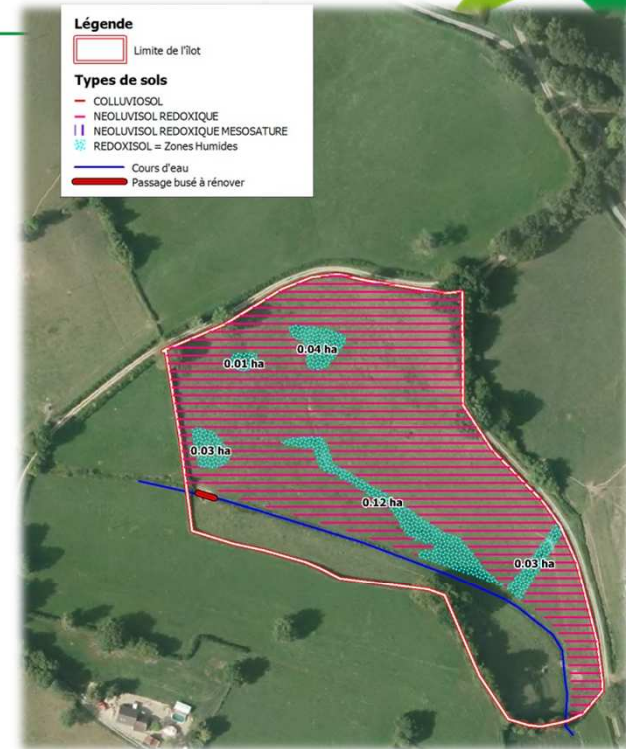 Légende
Limite de l'îlot
Types de sols
COLLUVIOSOL
NEOLUVISOL REDOXIQUE
NEOLUVISOL REDOXIQUE MESOSATURE
REDOXISOL = Zones Humides
Cours d'eau
Passage busé à rénover
0.04 ha
0.01 ha
0.03 ha
0.12 ha
0.03 ha